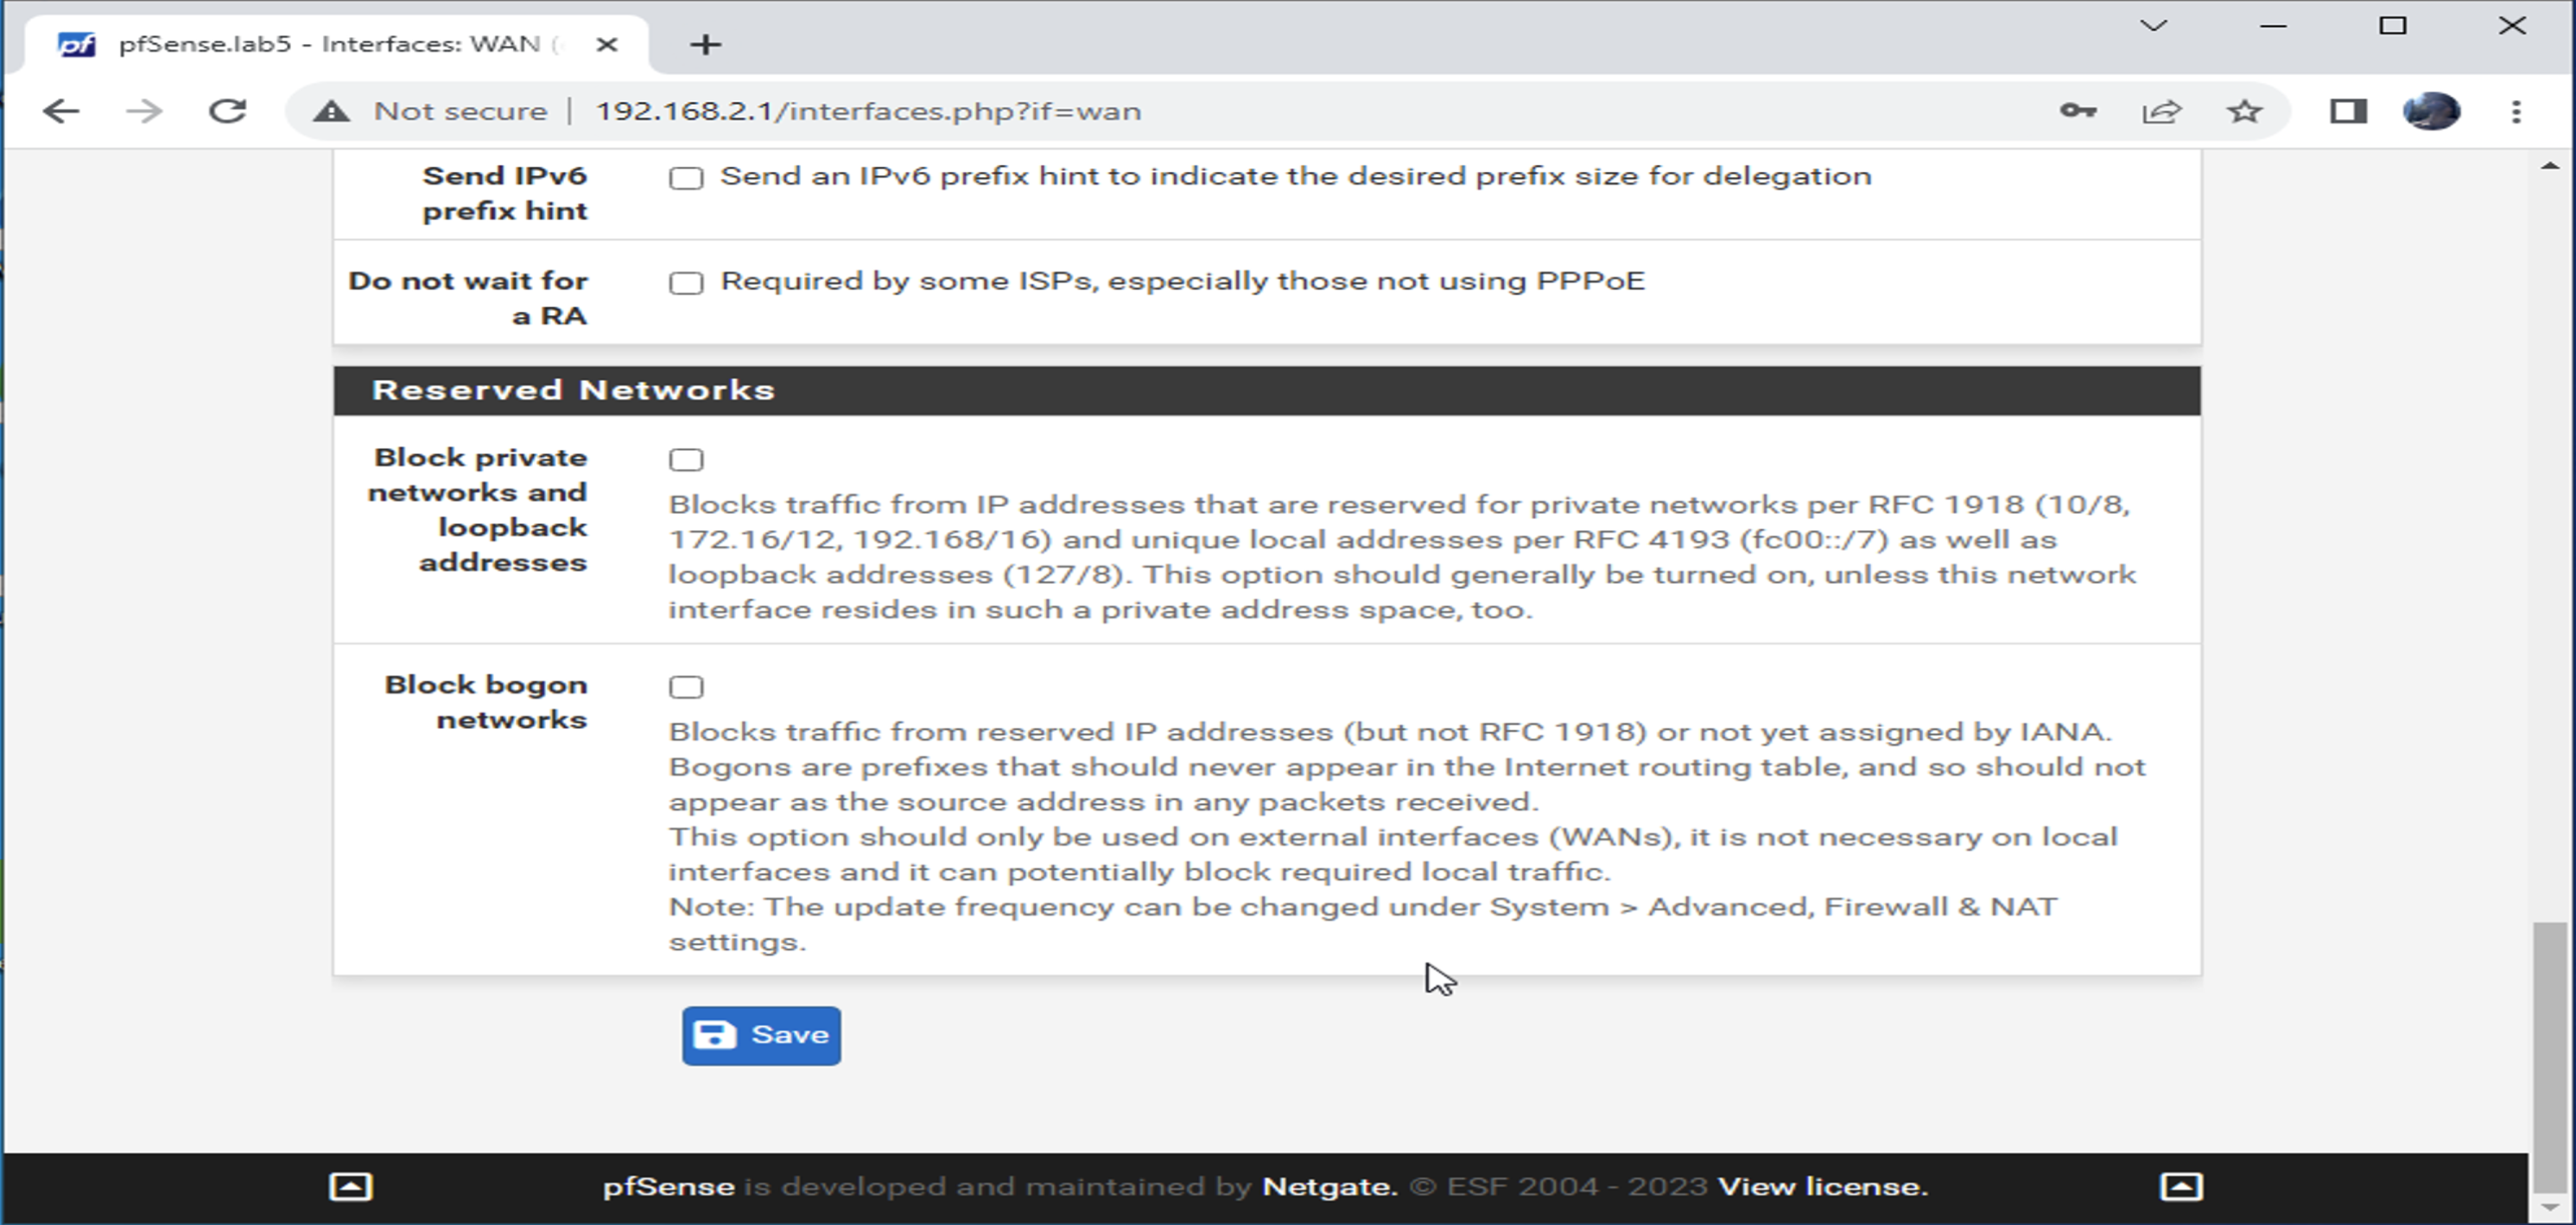 pf pfSense.lab5 - Interfaces: WAN (
Not secure | 192.168.2.1/interfaces.php?if=wan
Send IPv6 prefix hint
Send an IPv6 prefix hint to indicate the desired prefix size for delegation
Do not wait for a RA
Required by some ISPs, especially those not using PPPoE
Reserved Networks
Block private
networks and
loopback
addresses
Blocks traffic from IP addresses that are reserved for private networks per RFC 1918 (10/8,
172.16/12, 192.168/16) and unique local addresses per RFC 4193 (fc00::/7) as well as
loopback addresses (127/8). This option should generally be turned on, unless this network
interface resides in such a private address space, too.
Block bogon
networks
Blocks traffic from reserved IP addresses (but not RFC 1918) or not yet assigned by IANA.
Bogons are prefixes that should never appear in the Internet routing table, and so should not
appear as the source address in any packets received.
This option should only be used on external interfaces (WANs), it is not necessary on local
interfaces and it can potentially block required local traffic.
Note: The update frequency can be changed under System > Advanced, Firewall & NAT
settings.
Save
pfSense is developed and maintained by Netgate. © ESF 2004 - 2023 View license.